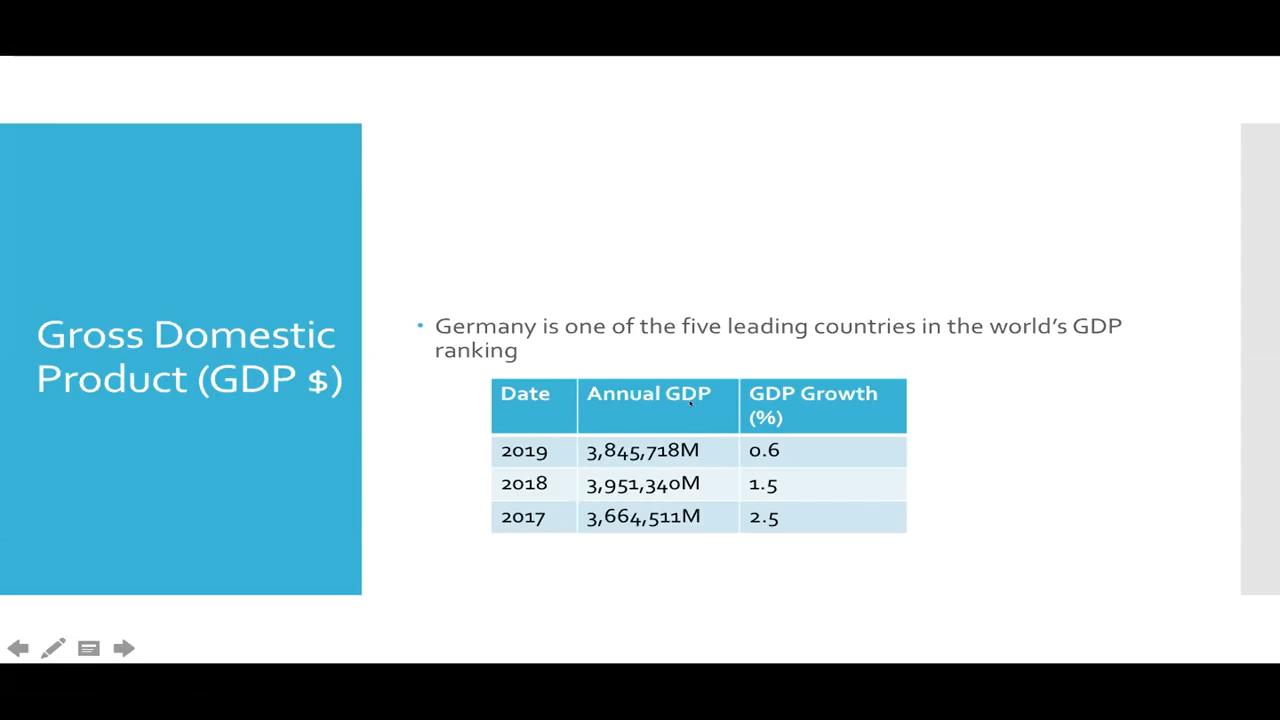 Gross Domestic
Product (GDP $)
• Germany is one of the five leading countries in the world's GDP
ranking
Date Annual GDP GDP Growth
(%)
2019 3,845,718M 0.6
2018 3,951,340M 1.5
2017 3,664,511M 2.5